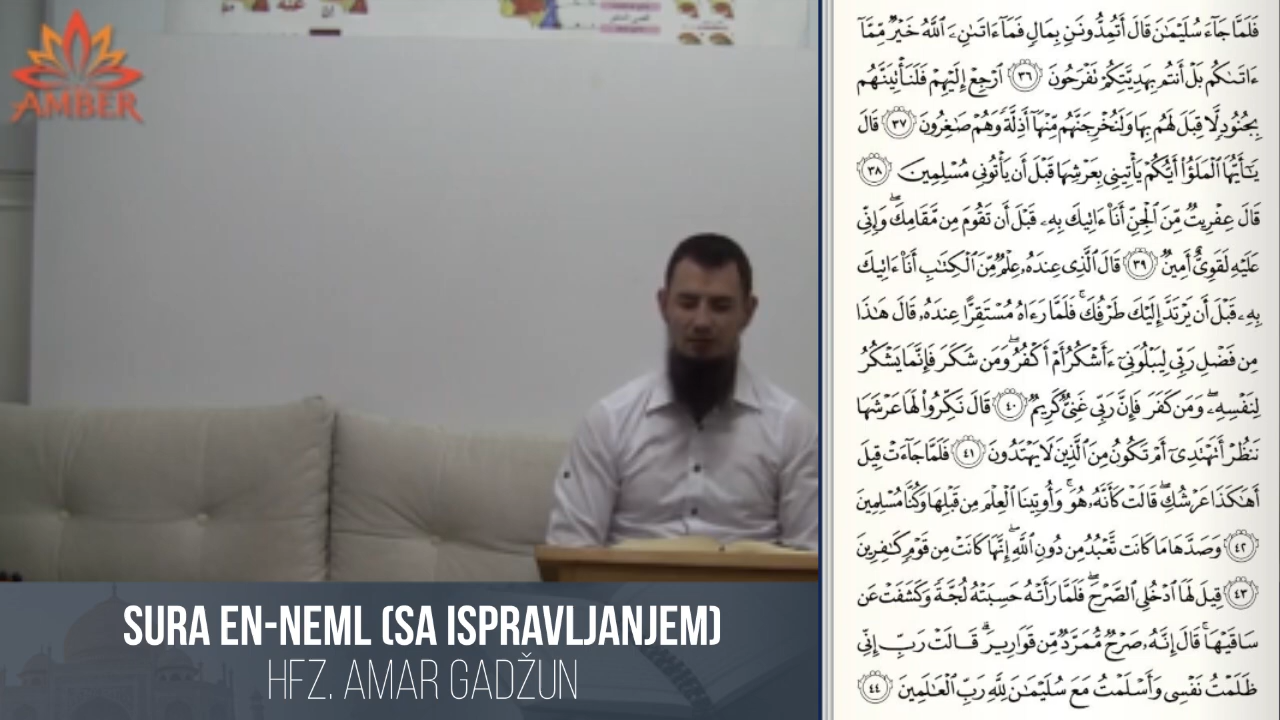 AMBER
فَلَمَّا جَآءَ سُلَيْمَٰنَ قَالَ أَتُمِدُّونَنِ بِمَالٍ فَمَآ ءَاتَىٰنِۦَ ٱللَّهُ خَيْرٌ مِّمَّآ
ءَاتَىٰكُم بَلْ أَنتُم بِهَدِيَّتِكُمْ تَفْرَحُونَ ٣٦ ٱرْجِعْ إِلَيْهِمْ فَلَنَأْتِيَنَّهُم
بِجُنُودٍ لَّا قِبَلَ لَهُم بِهَا وَلَنُخْرِجَنَّهُم مِّنْهَآ أَذِلَّةً وَهُمْ صَٰغِرُونَ ٣٧ قَالَ
يَٰٓأَيُّهَا ٱلْمَلَؤُا۟ أَيُّكُمْ يَأْتِينِى بِعَرْشِهَا قَبْلَ أَن يَأْتُونِى مُسْلِمِينَ ٣٨
قَالَ عِفْرِيتٌ مِّنَ ٱلْجِنِّ أَنَا۠ ءَاتِيكَ بِهِۦ قَبْلَ أَن تَقُومَ مِن مَّقَامِكَ ۖ وَإِنِّى
عَلَيْهِ لَقَوِىٌّ أَمِينٌ ٣٩ قَالَ ٱلَّذِى عِندَهُۥ عِلْمٌ مِّنَ ٱلْكِتَٰبِ أَنَا۠ ءَاتِيكَ
بِهِۦ قَبْلَ أَن يَرْتَدَّ إِلَيْكَ طَرْفُكَ ۚ فَلَمَّا رَءَاهُ مُسْتَقِرًّا عِندَهُۥ قَالَ هَٰذَا
مِن فَضْلِ رَبِّى لِيَبْلُوَنِىٓ ءَأَشْكُرُ أَمْ أَكْفُرُ ۖ وَمَن شَكَرَ فَإِنَّمَا يَشْكُرُ
لِنَفْسِهِۦ ۖ وَمَن كَفَرَ فَإِنَّ رَبِّى غَنِىٌّ كَرِيمٌ ٤٠ قَالَ نَكِّرُوا۟ لَهَا عَرْشَهَا
نَنظُرْ أَتَهْتَدِىٓ أَمْ تَكُونُ مِنَ ٱلَّذِينَ لَا يَهْتَدُونَ ٤١ فَلَمَّا جَآءَتْ قِيلَ
أَهَٰكَذَا عَرْشُكِ ۖ قَالَتْ كَأَنَّهُۥ هُوَ ۚ وَأُوتِينَا ٱلْعِلْمَ مِن قَبْلِهَا وَكُنَّا مُسْلِمِينَ
٤٢ وَصَدَّهَا مَا كَانَت تَّعْبُدُ مِن دُونِ ٱللَّهِ ۖ إِنَّهَا كَانَتْ مِن قَوْمٍ كَٰفِرِينَ
٤٣ قِيلَ لَهَا ٱدْخُلِى ٱلصَّرْحَ ۖ فَلَمَّا رَأَتْهُ حَسِبَتْهُ لُجَّةً وَكَشَفَتْ عَن
سَاقَيْهَا ۚ قَالَ إِنَّهُۥ صَرْحٌ مُّمَرَّدٌ مِّن قَوَارِيرَ ۗ قَالَتْ رَبِّ إِنِّى
ظَلَمْتُ نَفْسِى وَأَسْلَمْتُ مَعَ سُلَيْمَٰنَ لِلَّهِ رَبِّ ٱلْعَٰلَمِينَ ٤٤
SURA EN-NEML (SA ISPRAVLJANJEM)
HFZ. AMAR GADŽUN